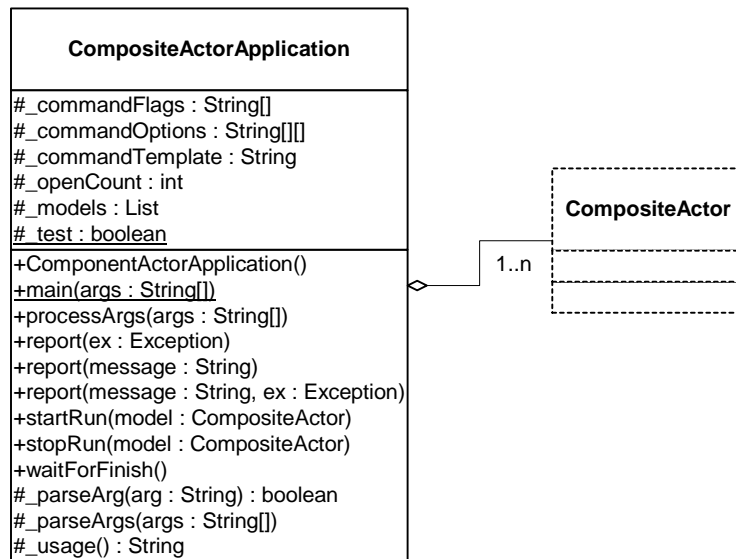 CompositeActorApplication
#_commandFlags : String[]
#_commandOptions : String[][]
#_commandTemplate : String
#_openCount : int
#_models : List
#_test : boolean
+ComponentActorApplication()
+main(args : String[])
+processArgs(args : String[])
+report(ex : Exception)
+report(message : String)
+report(message : String, ex : Exception)
+startRun(model : CompositeActor)
+stopRun(model : CompositeActor)
+waitForFinish()
#_parseArg(arg : String) : boolean
#_parseArgs(args : String[])
#_usage() : String
1..n
CompositeActor